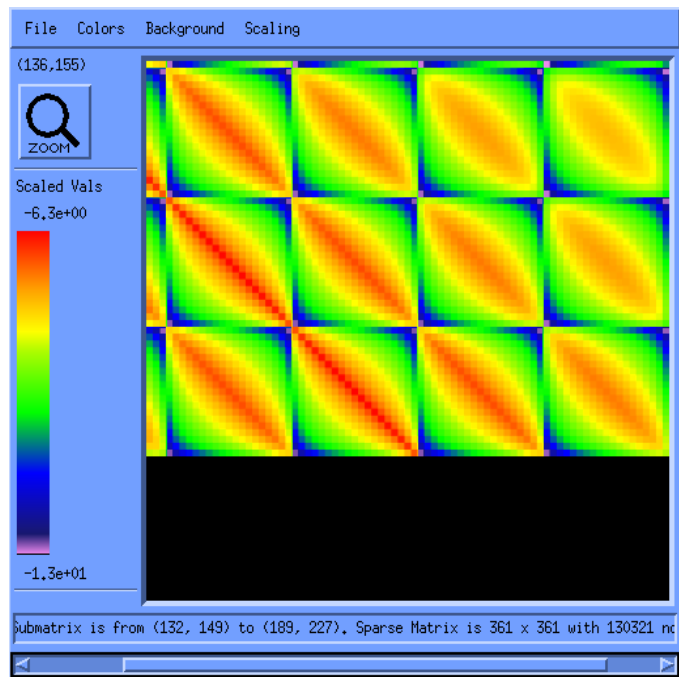 File Colors Background Scaling
(136,155)
ZOOM
Scaled Vals
-6.3e+00
-1.3e+01
Submatrix is from (132, 149) to (189, 227). Sparse Matrix is 361 x 361 with 130321